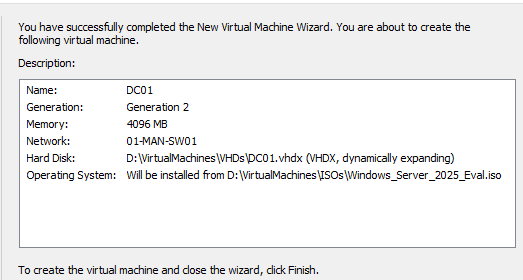 You have successfully completed the New Virtual Machine Wizard. You are about to create the
following virtual machine.
Description:
Name: DC01
Generation: Generation 2
Memory: 4096 MB
Network: 01-MAN-SW01
Hard Disk: D:\VirtualMachines\VHDs\DC01.vhdx (VHDX, dynamically expanding)
Operating System: Will be installed from D:\VirtualMachines\ISOs\Windows_Server_2025_Eval.iso
To create the virtual machine and close the wizard, click Finish.